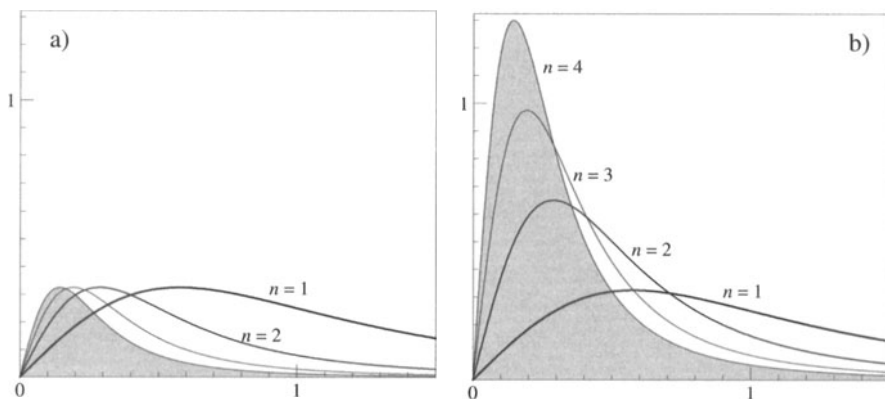 a)
1
n = 1
n = 2
0
1
b)
n = 4
1
n = 3
n = 2
n = 1
0
1